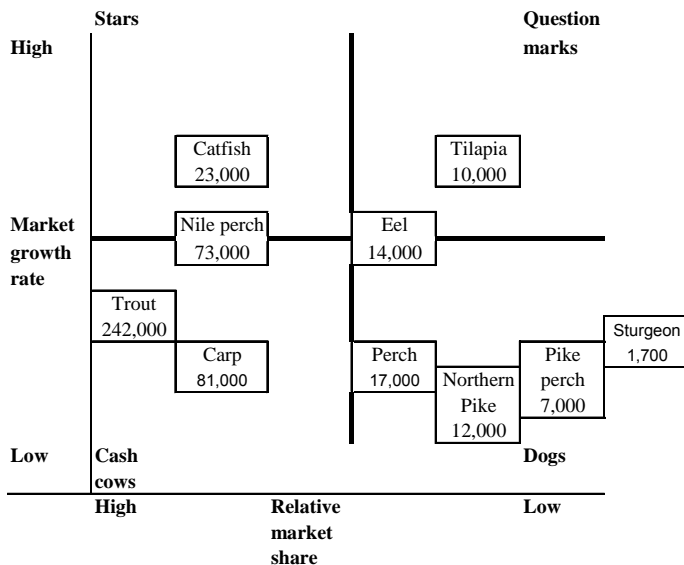 Stars
Question
marks
High
Catfish
23,000
Tilapia
10,000
Market
growth
rate
Nile perch
73,000
Eel
14,000
Trout
242,000
Carp
81,000
Perch
17,000
Northern
Pike
12,000
Pike
perch
7,000
Sturgeon
1,700
Low
Cash
cows
Dogs
High
Relative
market
share
Low